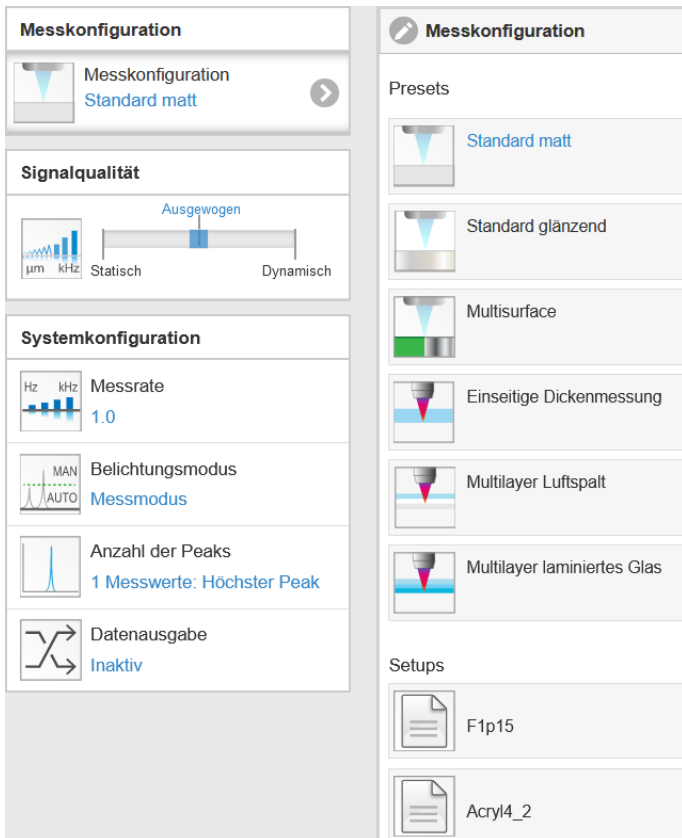 Messkonfiguration
Messkonfiguration
Standard matt
Signalqualität
Ausgewogen
µm kHz
Statisch
Dynamisch
Systemkonfiguration
Hz kHz
Messrate
1.0
MAN
AUTO
Belichtungsmodus
Messmodus
Anzahl der Peaks
1 Messwerte: Höchster Peak
Datenausgabe
Inaktiv
Messkonfiguration
Presets
Standard matt
Standard glänzend
Multisurface
Einseitige Dickenmessung
Multilayer Luftspalt
Multilayer laminiertes Glas
Setups
F1p15
Acryl4_2